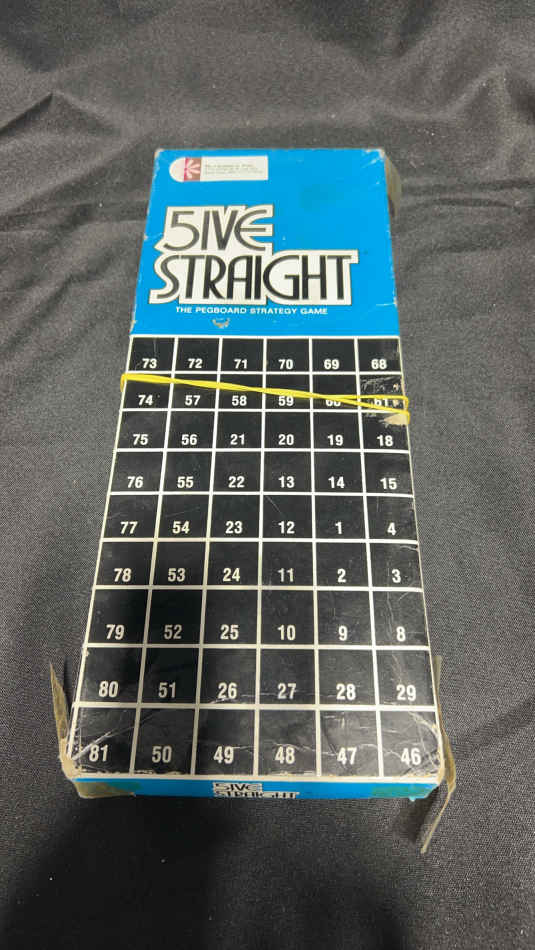 5IVE
STRAIGHT
THE PEGBOARD STRATEGY GAME
73 72 71 70 69 68
74 57 58 59 60 61
75 56 21 20 19 18
76 55 22 13 14 15
77 54 23 12 1 4
78 53 24 11 2 3
79 52 25 10 9 8
80 51 26 27 28 29
81 50 49 48 47 46
5IVE
STRAIGHT